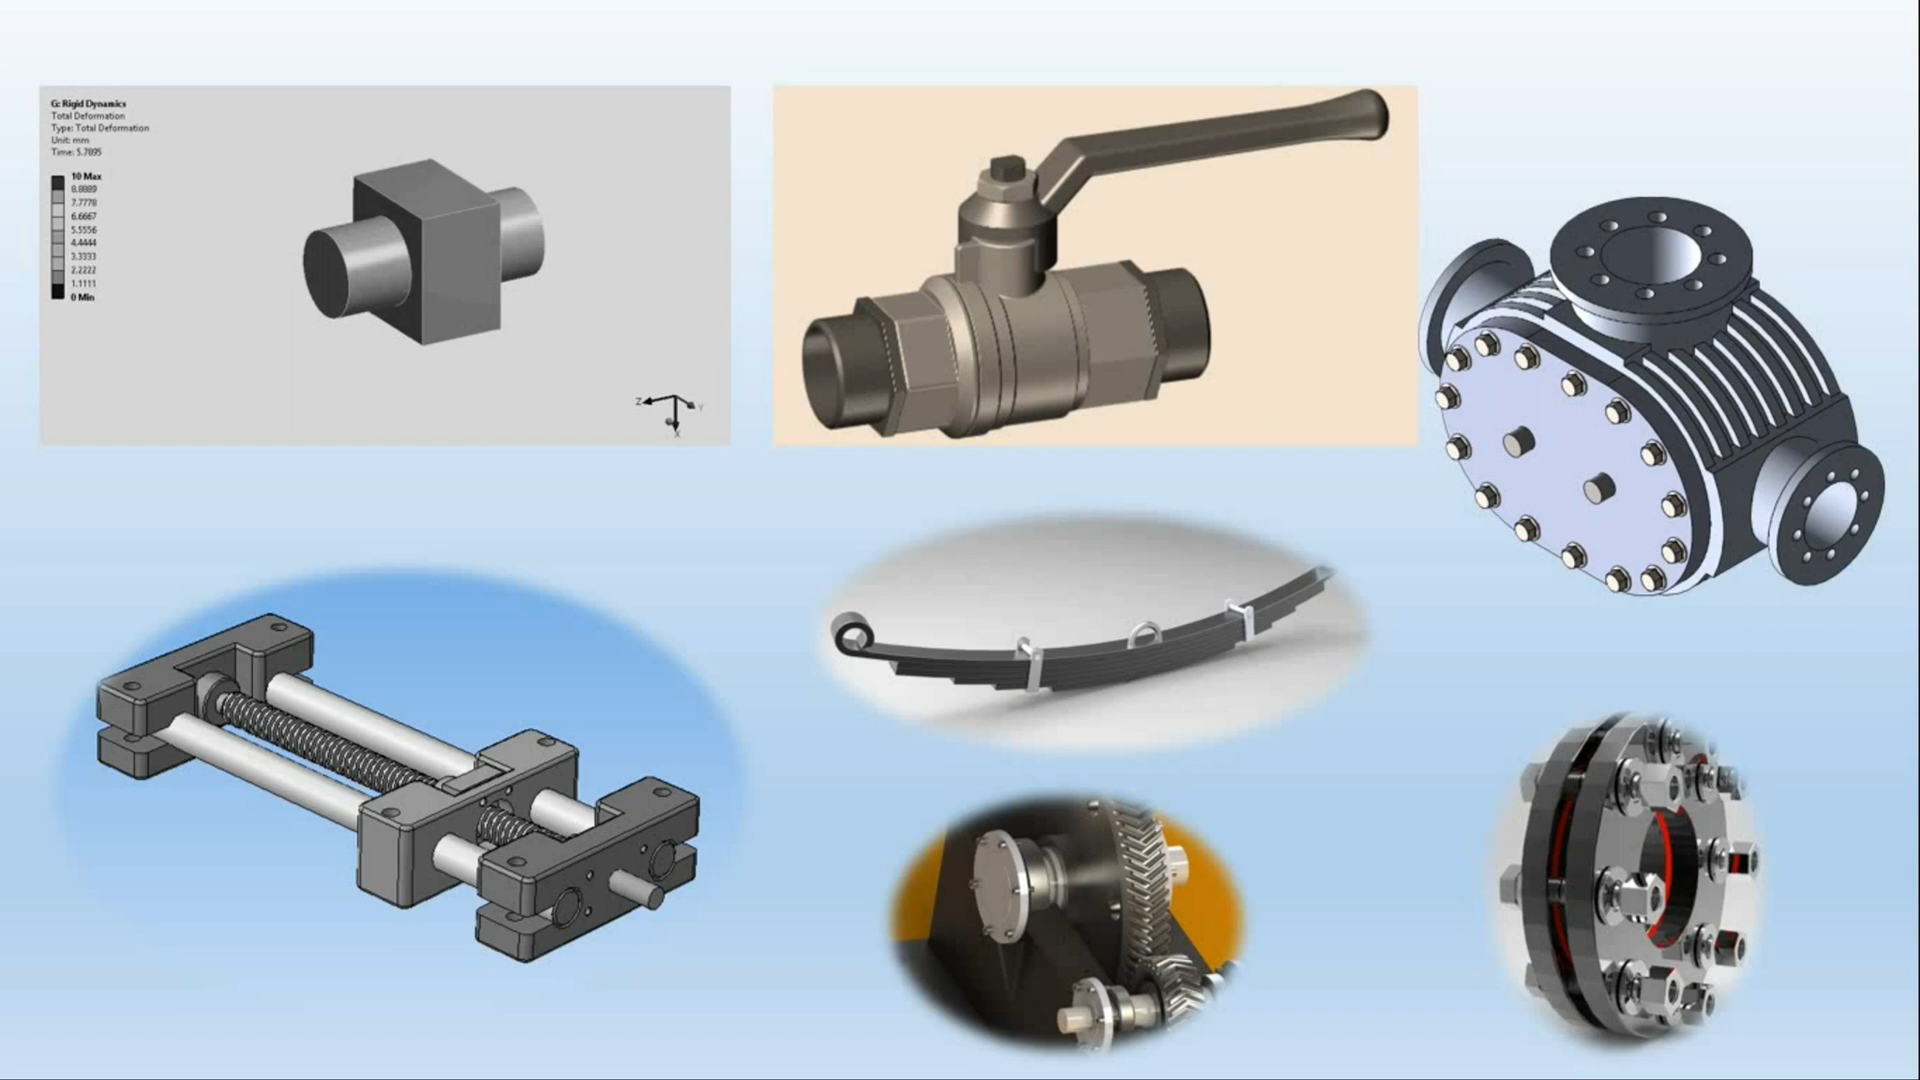 G: Rigid Dynamics
Total Deformation
Type: Total Deformation
Unit: mm
Time: 5.7895
10 Max
8.8889
7.7778
6.6667
5.5556
4.4444
3.3333
2.2222
1.1111
0 Min
Z
Y
X